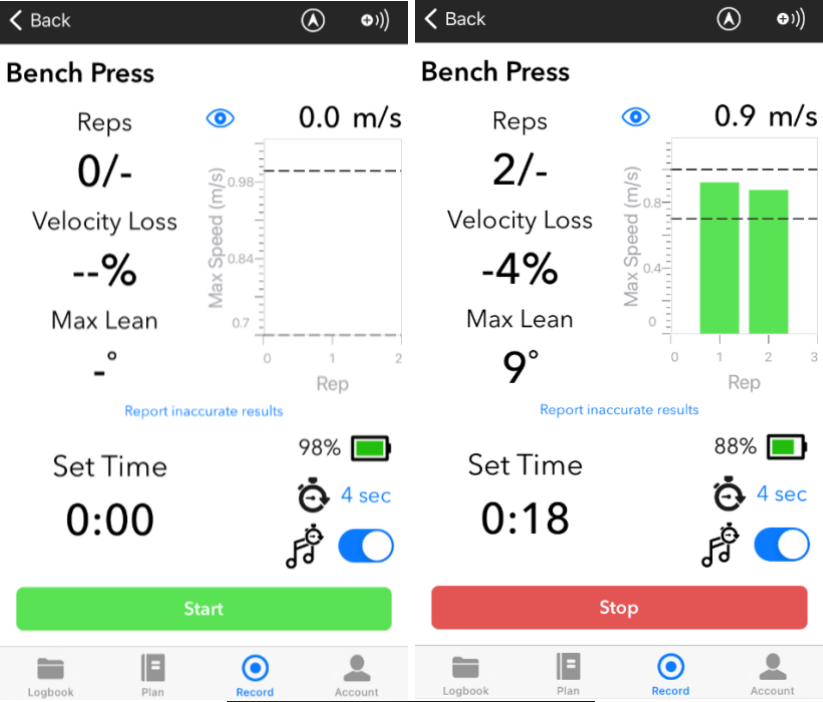 Back
Bench Press
Reps
0.0 m/s
0/-
Velocity Loss
--%
Max Lean
-°
Max Speed (m/s)
0.98
0.84
0.7
0 1 2
Rep
Report inaccurate results
98%
Set Time
4 sec
0:00
Start
Logbook Plan Record Account
Back
Bench Press
Reps
0.9 m/s
2/-
Velocity Loss
-4%
Max Lean
9°
Max Speed (m/s)
0.8
0.4
0
0 1 2 3
Rep
Report inaccurate results
88%
Set Time
4 sec
0:18
Stop
Logbook Plan Record Account